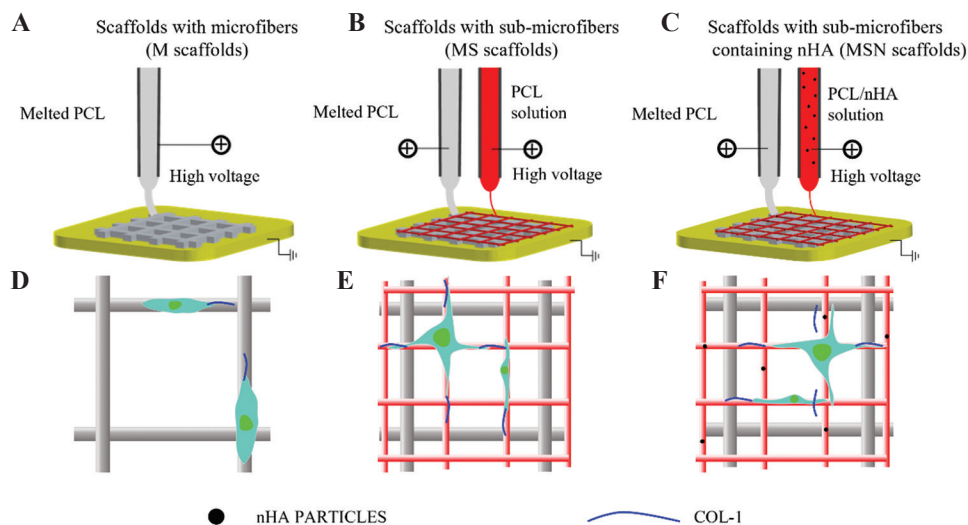 A
Scaffolds with microfibers
(M scaffolds)
B
Scaffolds with sub-microfibers
(MS scaffolds)
C
Scaffolds with sub-microfibers
containing nHA (MSN scaffolds)
Melted PCL
High voltage
Melted PCL
PCL
solution
High voltage
Melted PCL
PCL/nHA
solution
High voltage
D
E
F
nHA PARTICLES
COL-1